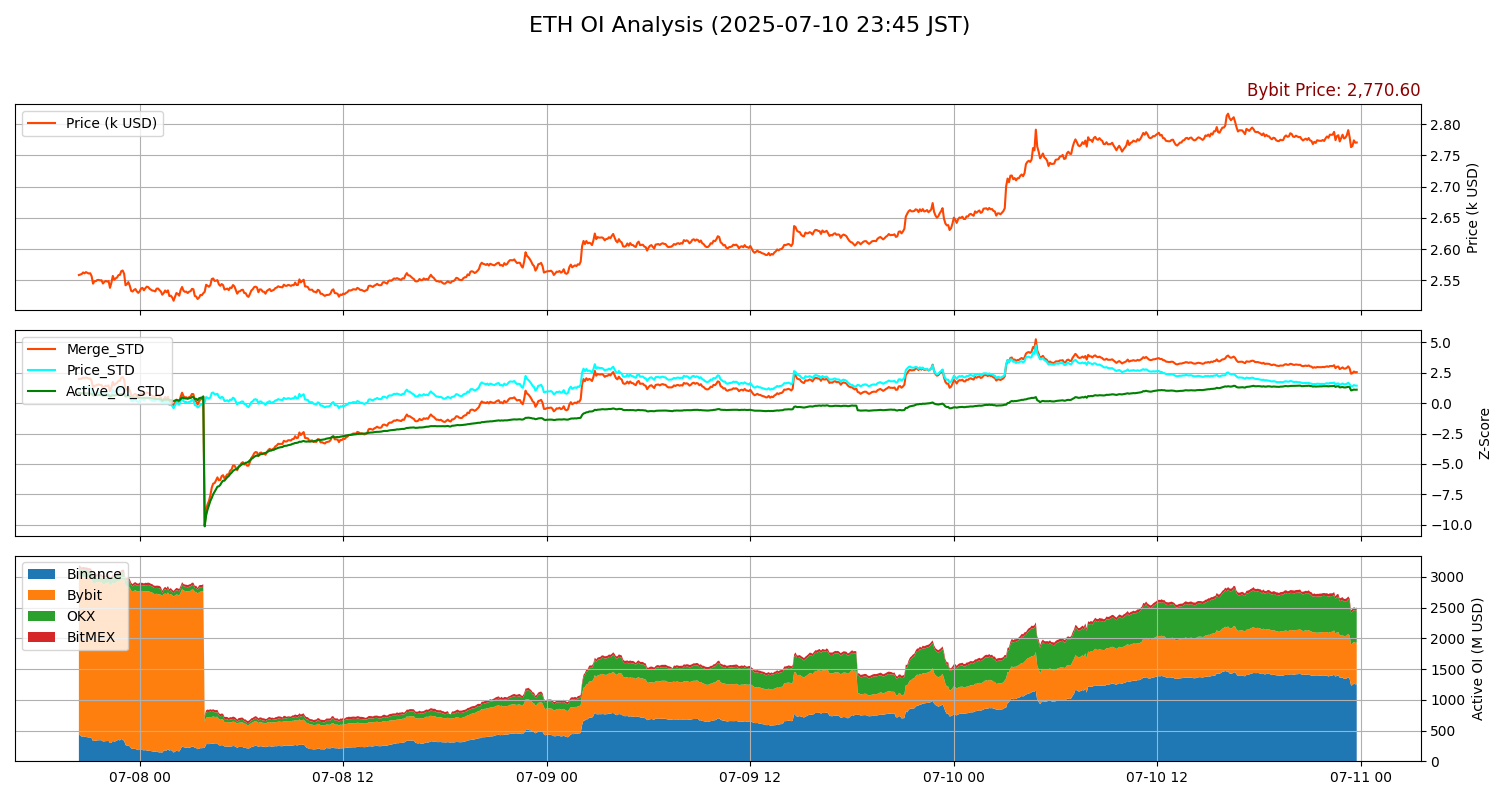 ETH OI Analysis (2025-07-10 23:45 JST)
Bybit Price: 2,770.60
Price (k USD)
2.80
2.75
2.70
2.65
2.60
2.55
Price (k USD)
Merge_STD
Price_STD
Active_OI_STD
5.0
2.5
0.0
−2.5
−5.0
−7.5
−10.0
Z-Score
Binance
Bybit
OKX
BitMEX
3000
2500
2000
1500
1000
500
0
Active OI (M USD)
07-08 00
07-08 12
07-09 00
07-09 12
07-10 00
07-10 12
07-11 00